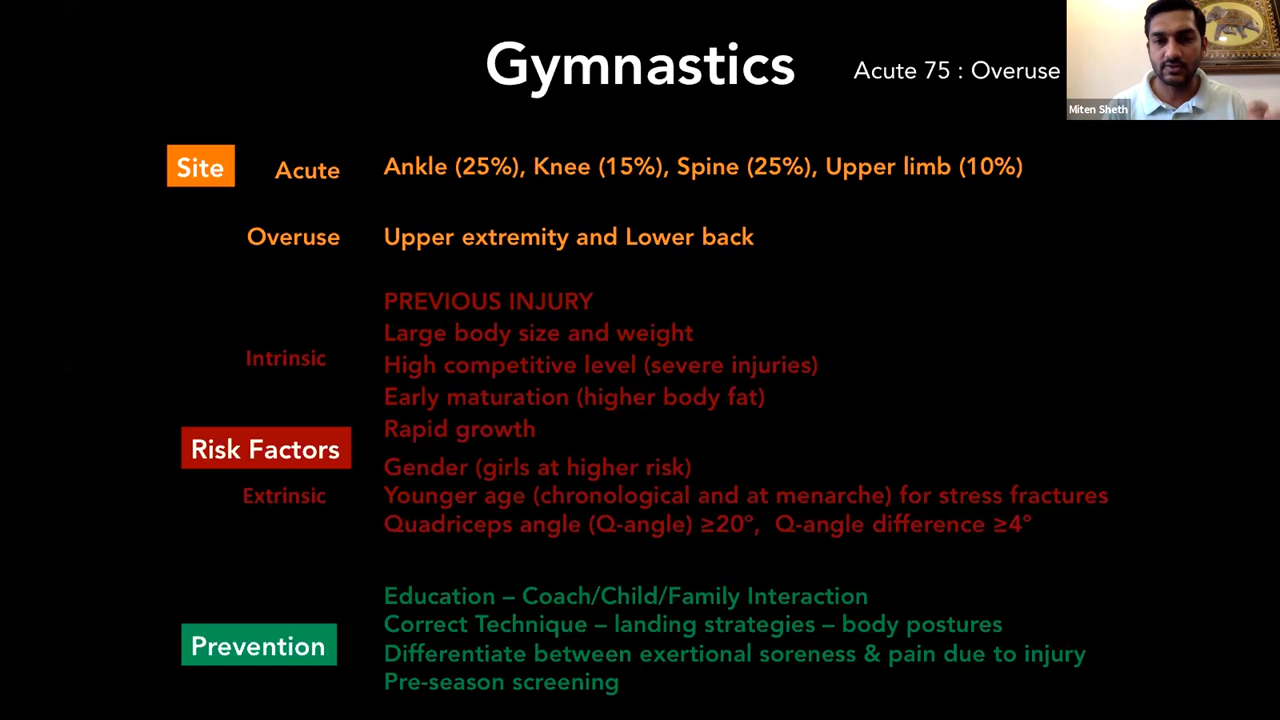 Gymnastics
Acute 75 : Overuse
Miten Sheth
Site
Acute
Ankle (25%), Knee (15%), Spine (25%), Upper limb (10%)
Overuse
Upper extremity and Lower back
PREVIOUS INJURY
Large body size and weight
Intrinsic
High competitive level (severe injuries)
Early maturation (higher body fat)
Rapid growth
Risk Factors
Gender (girls at higher risk)
Extrinsic
Younger age (chronological and at menarche) for stress fractures
Quadriceps angle (Q-angle) ≥20°, Q-angle difference ≥4°
Education – Coach/Child/Family Interaction
Correct Technique – landing strategies – body postures
Prevention
Differentiate between exertional soreness & pain due to injury
Pre-season screening